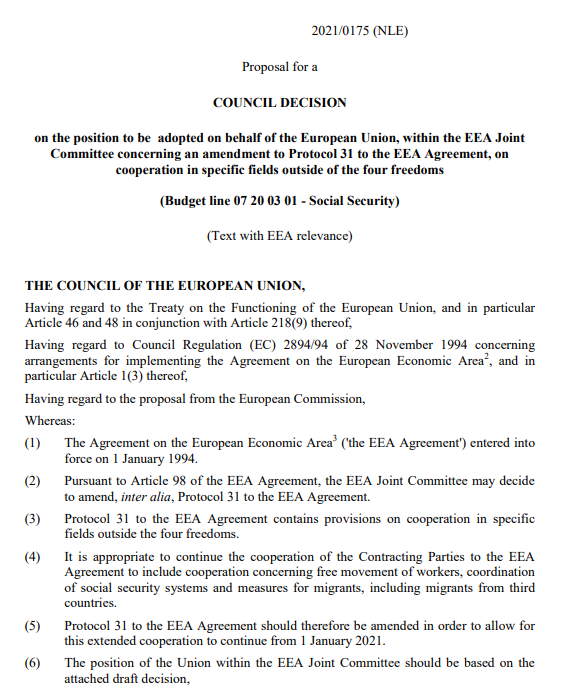 2021/0175 (NLE)
Proposal for a
COUNCIL DECISION
on the position to be adopted on behalf of the European Union, within the EEA Joint
Committee concerning an amendment to Protocol 31 to the EEA Agreement, on
cooperation in specific fields outside of the four freedoms
(Budget line 07 20 03 01 - Social Security)
(Text with EEA relevance)
THE COUNCIL OF THE EUROPEAN UNION,
Having regard to the Treaty on the Functioning of the European Union, and in particular
Article 46 and 48 in conjunction with Article 218(9) thereof,
Having regard to Council Regulation (EC) 2894/94 of 28 November 1994 concerning
arrangements for implementing the Agreement on the European Economic Area², and in
particular Article 1(3) thereof,
Having regard to the proposal from the European Commission,
Whereas:
(1) The Agreement on the European Economic Area³ ('the EEA Agreement') entered into
force on 1 January 1994.
(2) Pursuant to Article 98 of the EEA Agreement, the EEA Joint Committee may decide
to amend, inter alia, Protocol 31 to the EEA Agreement.
(3) Protocol 31 to the EEA Agreement contains provisions on cooperation in specific
fields outside the four freedoms.
(4) It is appropriate to continue the cooperation of the Contracting Parties to the EEA
Agreement to include cooperation concerning free movement of workers, coordination
of social security systems and measures for migrants, including migrants from third
countries.
(5) Protocol 31 to the EEA Agreement should therefore be amended in order to allow for
this extended cooperation to continue from 1 January 2021.
(6) The position of the Union within the EEA Joint Committee should be based on the
attached draft decision,